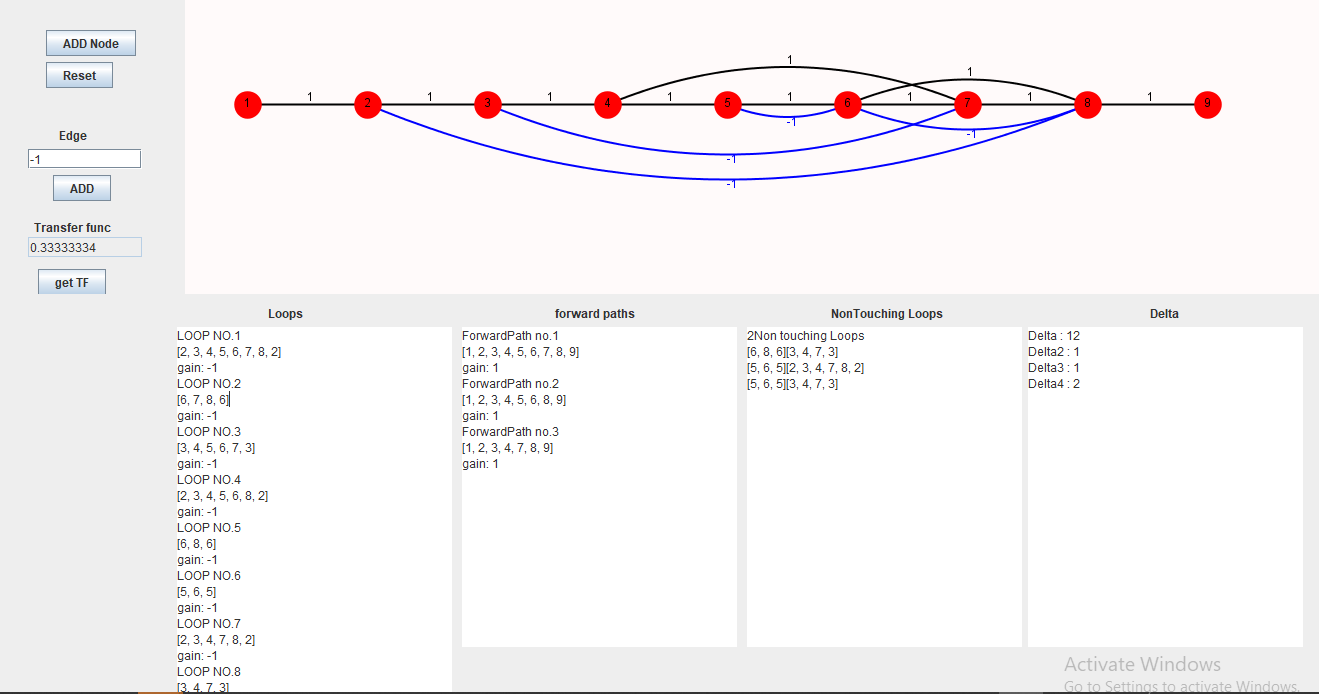 ADD Node
Reset
Edge
-1
ADD
Transfer func
0.33333334
get TF
1
1
1 1 1 1 1 1 1 1
1 2 3 4 5 6 7 8 9
-1
-1
-1
-1
Loops
LOOP NO.1
[2, 3, 4, 5, 6, 7, 8, 2]
gain: -1
LOOP NO.2
[6, 7, 8, 6]
gain: -1
LOOP NO.3
[3, 4, 5, 6, 7, 3]
gain: -1
LOOP NO.4
[2, 3, 4, 5, 6, 8, 2]
gain: -1
LOOP NO.5
[6, 8, 6]
gain: -1
LOOP NO.6
[5, 6, 5]
gain: -1
LOOP NO.7
[2, 3, 4, 7, 8, 2]
gain: -1
LOOP NO.8
[3, 4, 7, 3]
forward paths
ForwardPath no.1
[1, 2, 3, 4, 5, 6, 7, 8, 9]
gain: 1
ForwardPath no.2
[1, 2, 3, 4, 5, 6, 8, 9]
gain: 1
ForwardPath no.3
[1, 2, 3, 4, 7, 8, 9]
gain: 1
NonTouching Loops
2Non touching Loops
[6, 8, 6][3, 4, 7, 3]
[5, 6, 5][2, 3, 4, 7, 8, 2]
[5, 6, 5][3, 4, 7, 3]
Delta
Delta : 12
Delta2 : 1
Delta3 : 1
Delta4 : 2
Activate Windows
Go to Settings to activate Windows.